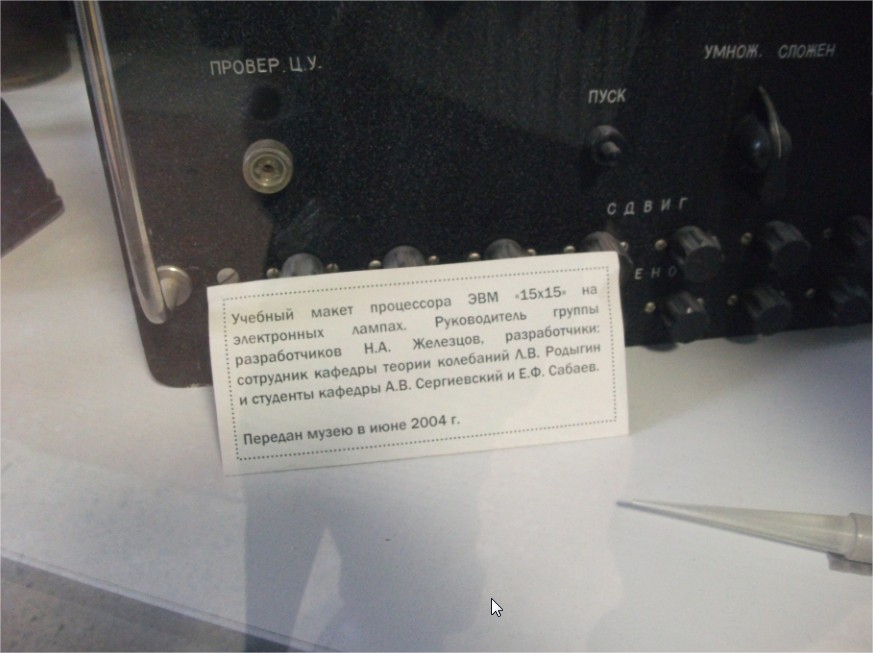 ПРОВЕР. Ц.У.
ПУСК
УМНОЖ. СЛОЖЕН
СДВИГ
Учебный макет процессора ЭВМ «15х15» на
электронных лампах. Руководитель группы
разработчиков Н.А. Железцов, разработчики:
сотрудник кафедры теории колебаний Л.В. Родыгин
и студенты кафедры А.В. Сергиевский и Е.Ф. Сабаев.
Передан музею в июне 2004 г.